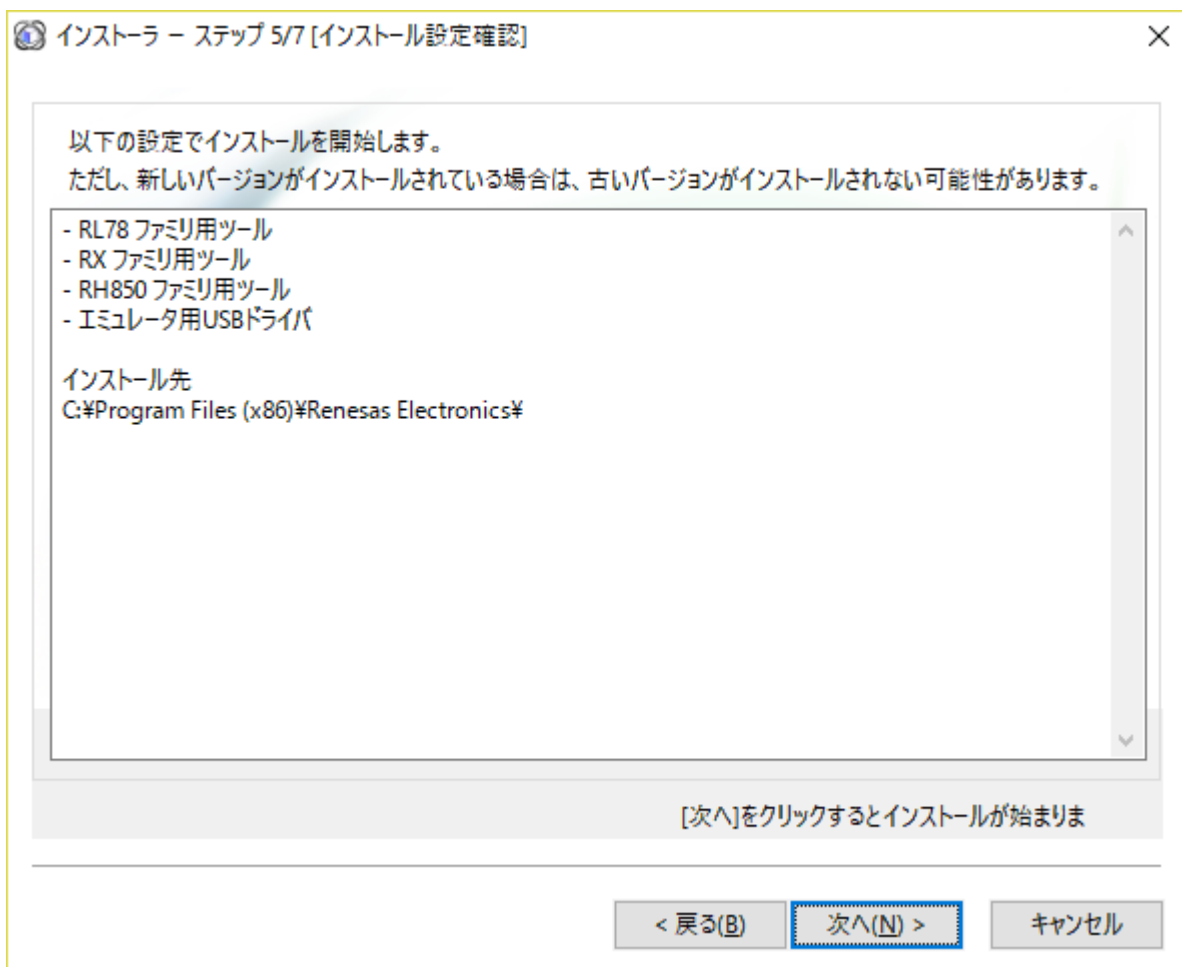 インストーラ － ステップ 5/7 [インストール設定確認]
以下の設定でインストールを開始します。
ただし、新しいバージョンがインストールされている場合は、古いバージョンがインストールされない可能性があります。
- RL78 ファミリ用ツール
- RX ファミリ用ツール
- RH850 ファミリ用ツール
- エミュレータ用USBドライバ
インストール先
C:¥Program Files (x86)¥Renesas Electronics¥
[次へ]をクリックするとインストールが始まりま
< 戻る(B) 次へ(N) > キャンセル